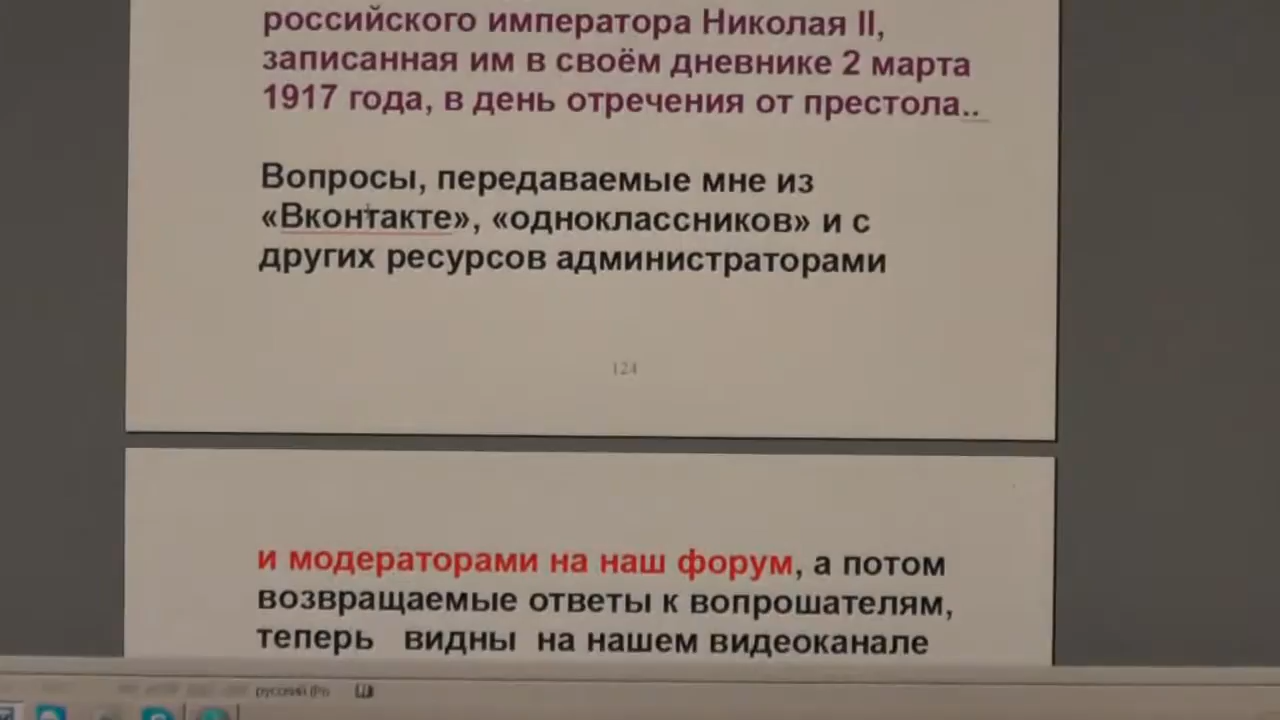 российского императора Николая II,
записанная им в своём дневнике 2 марта
1917 года, в день отречения от престола..
Вопросы, передаваемые мне из
«Вконтакте», «одноклассников» и с
других ресурсов администраторами
124
и модераторами на наш форум, а потом
возвращаемые ответы к вопрошателям,
теперь видны на нашем видеоканале
русский (Ро